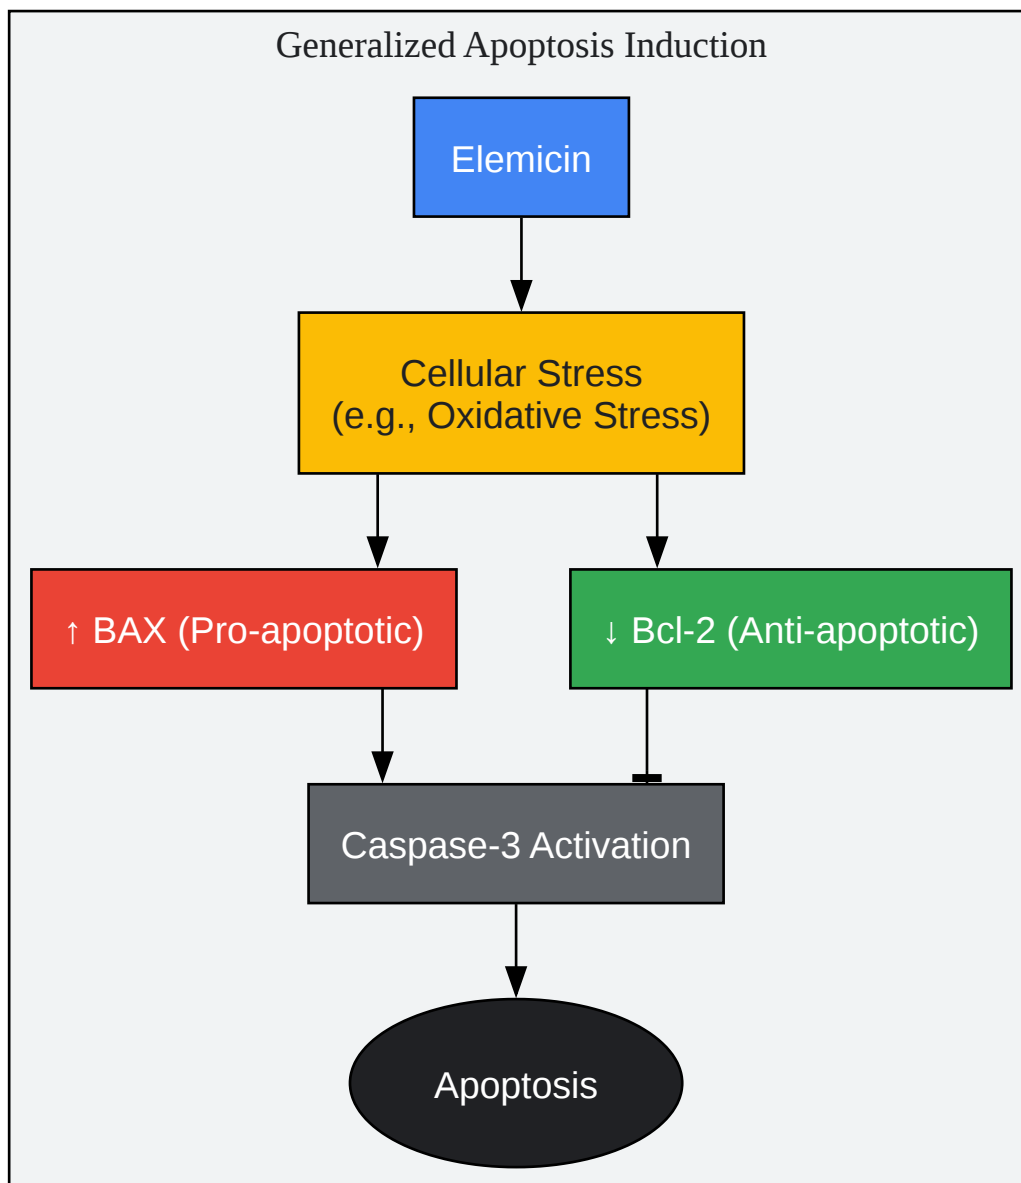 Generalized Apoptosis Induction
Elemicin
Cellular Stress
(e.g., Oxidative Stress)
↑ BAX (Pro-apoptotic)
↓ Bcl-2 (Anti-apoptotic)
Caspase-3 Activation
Apoptosis